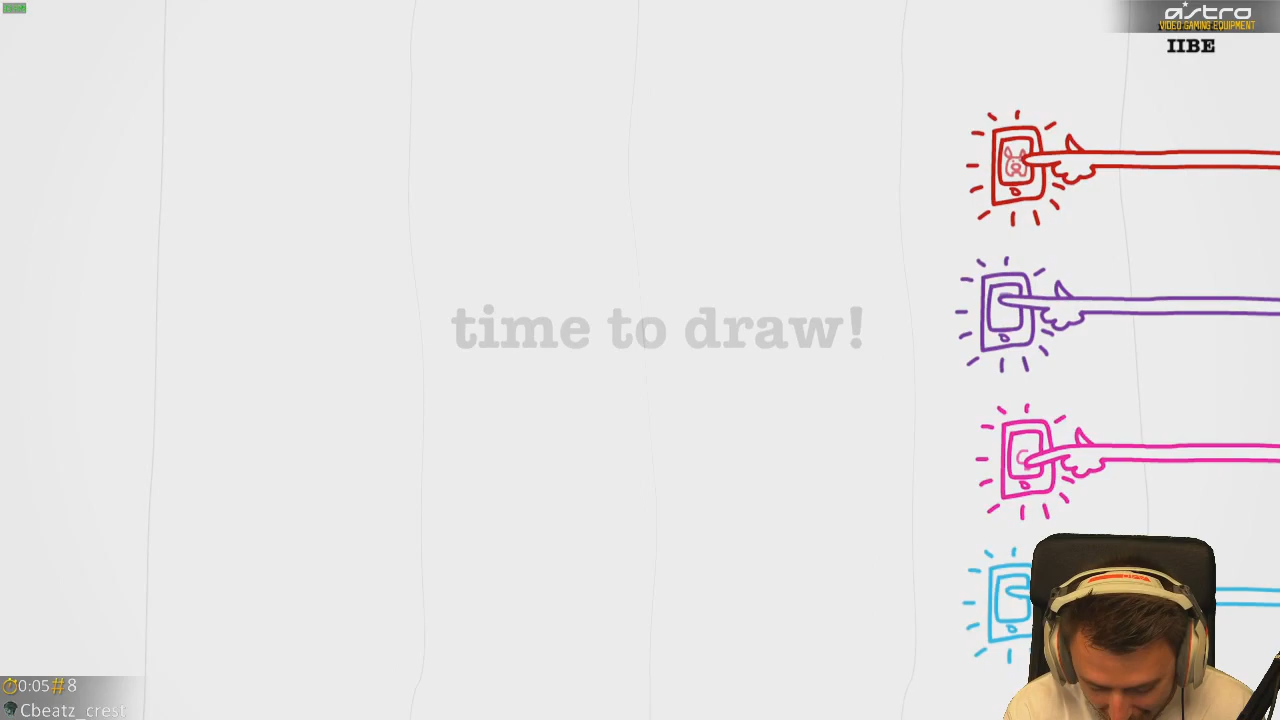 astro
VIDEO GAMING EQUIPMENT
IIBE
time to draw!
0:05 #8
Cbeatz_crest